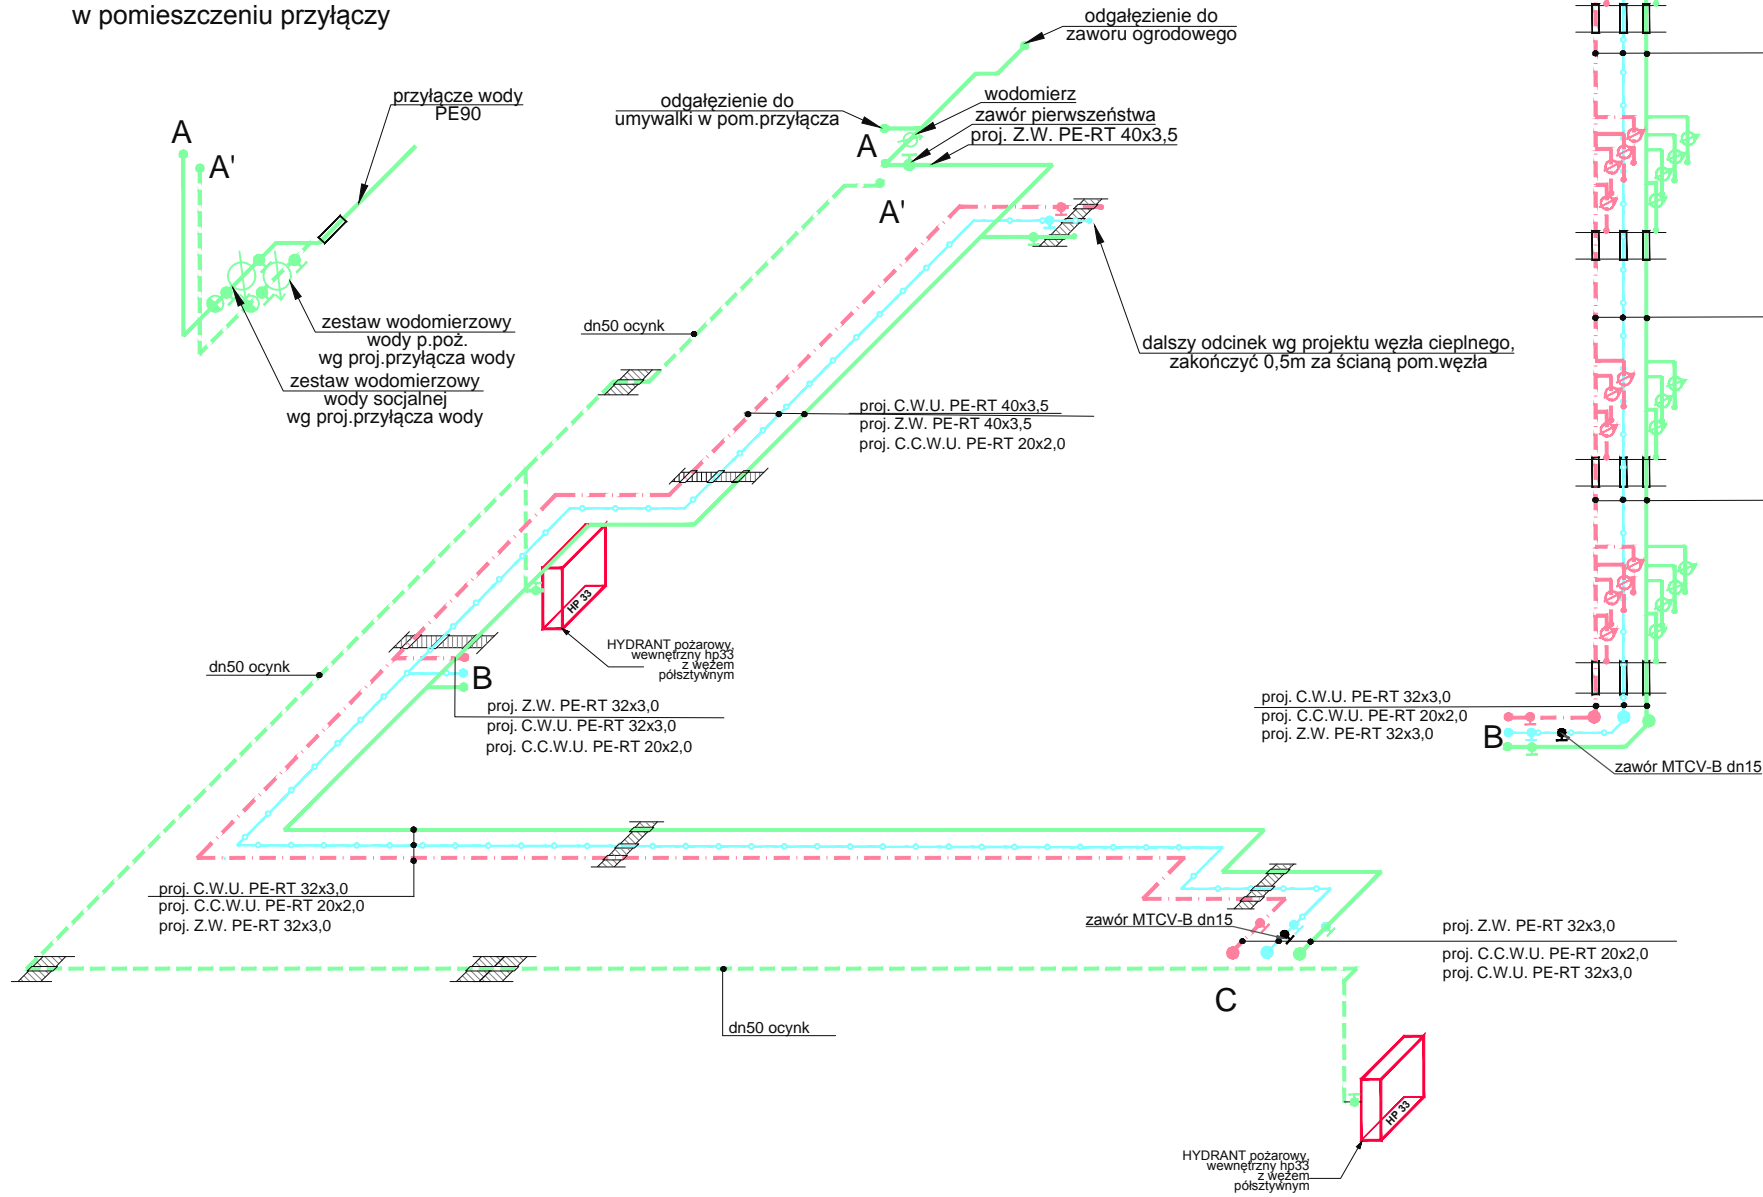 w pomieszczeniu przyłączy
odgałęzienie do
zaworu ogrodowego
przyłącze wody
PE90
odgałęzienie do
umywalki w pom.przyłącza
wodomierz
zawór pierwszeństwa
proj. Z.W. PE-RT 40x3,5
A
A'
A
A'
zestaw wodomierzowy
wody p.poż.
wg proj.przyłącza wody
zestaw wodomierzowy
wody socjalnej
wg proj.przyłącza wody
dn50 ocynk
dalszy odcinek wg projektu węzła cieplnego,
zakończyć 0,5m za ścianą pom.węzła
proj. C.W.U. PE-RT 40x3,5
proj. Z.W. PE-RT 40x3,5
proj. C.C.W.U. PE-RT 20x2,0
HP 33
HYDRANT pożarowy,
wewnętrzny hp33
z wężem
półsztywnym
dn50 ocynk
B
proj. Z.W. PE-RT 32x3,0
proj. C.W.U. PE-RT 32x3,0
proj. C.C.W.U. PE-RT 20x2,0
proj. C.W.U. PE-RT 32x3,0
proj. C.C.W.U. PE-RT 20x2,0
proj. Z.W. PE-RT 32x3,0
B
zawór MTCV-B dn15
proj. C.W.U. PE-RT 32x3,0
proj. C.C.W.U. PE-RT 20x2,0
proj. Z.W. PE-RT 32x3,0
zawór MTCV-B dn15
proj. Z.W. PE-RT 32x3,0
proj. C.C.W.U. PE-RT 20x2,0
proj. C.W.U. PE-RT 32x3,0
C
dn50 ocynk
HP 33
HYDRANT pożarowy,
wewnętrzny hp33
z wężem
półsztywnym